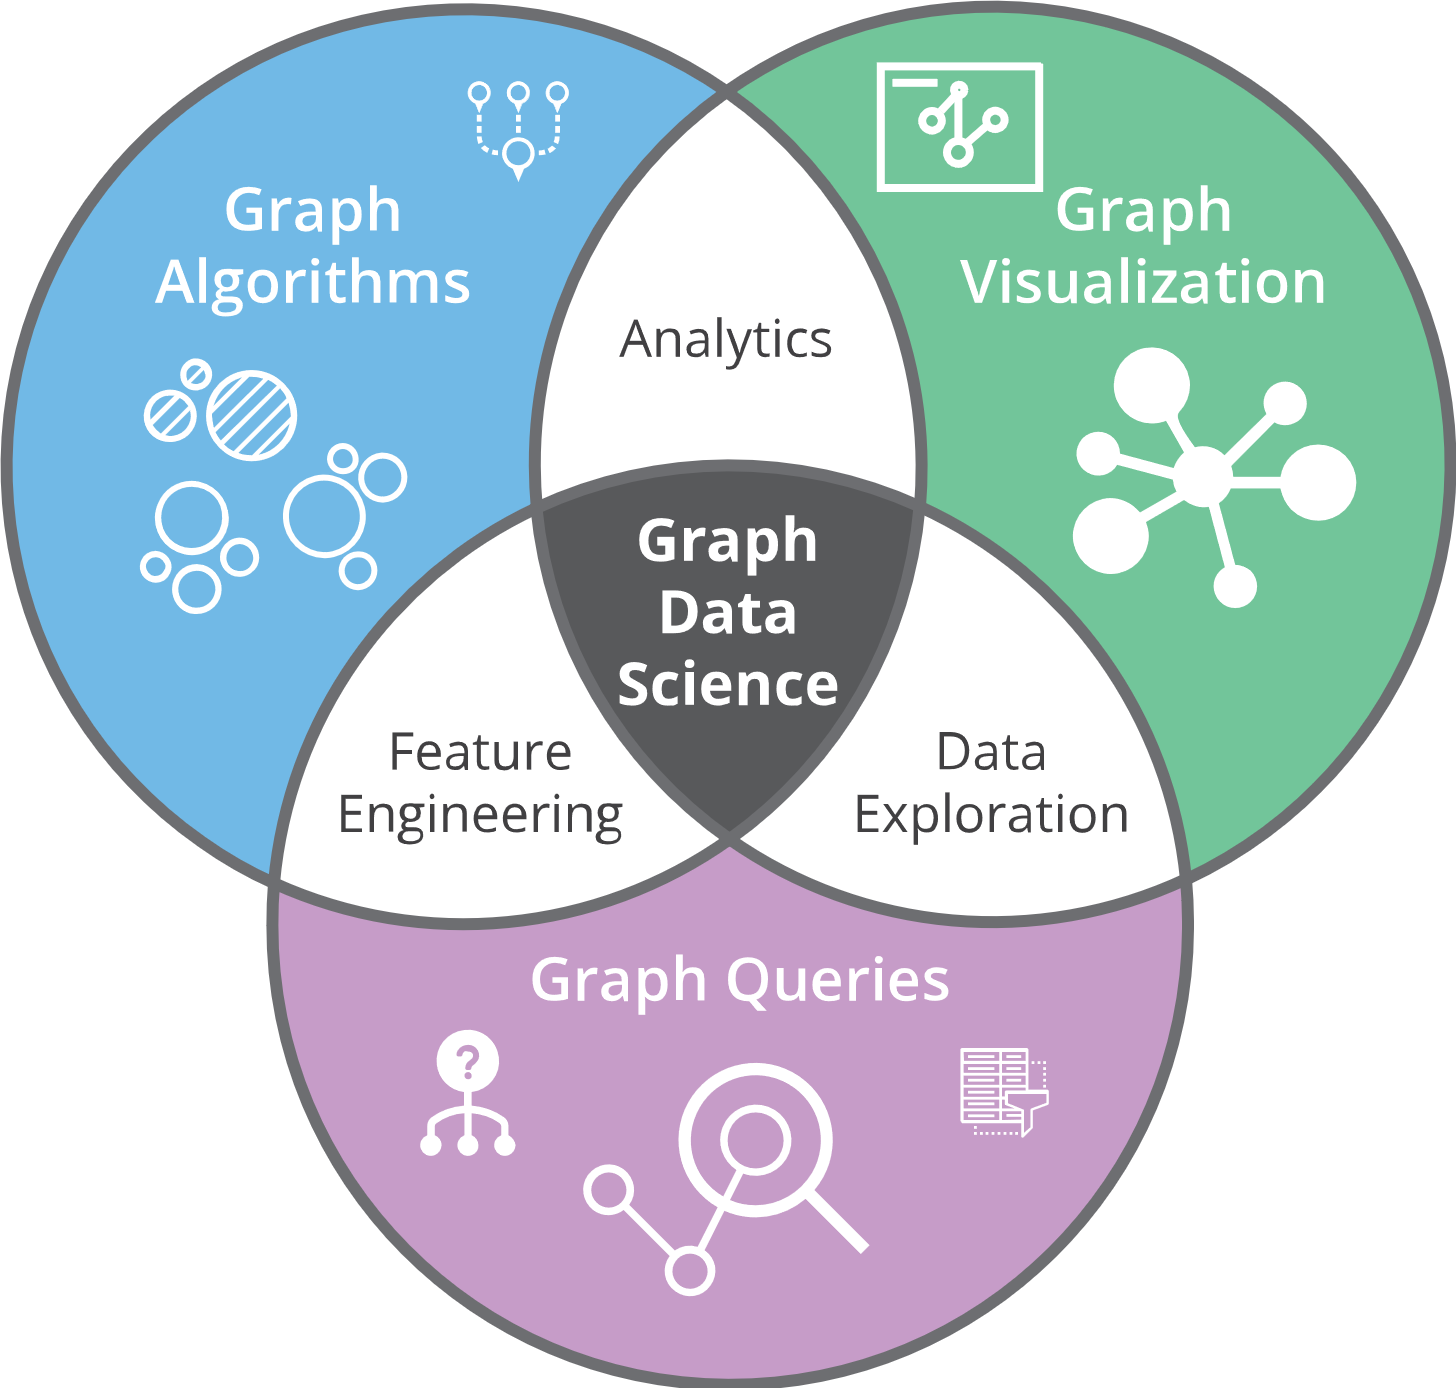 Graph
Algorithms
Graph
Visualization
Analytics
Graph
Data
Science
Feature
Engineering
Data
Exploration
Graph Queries
?